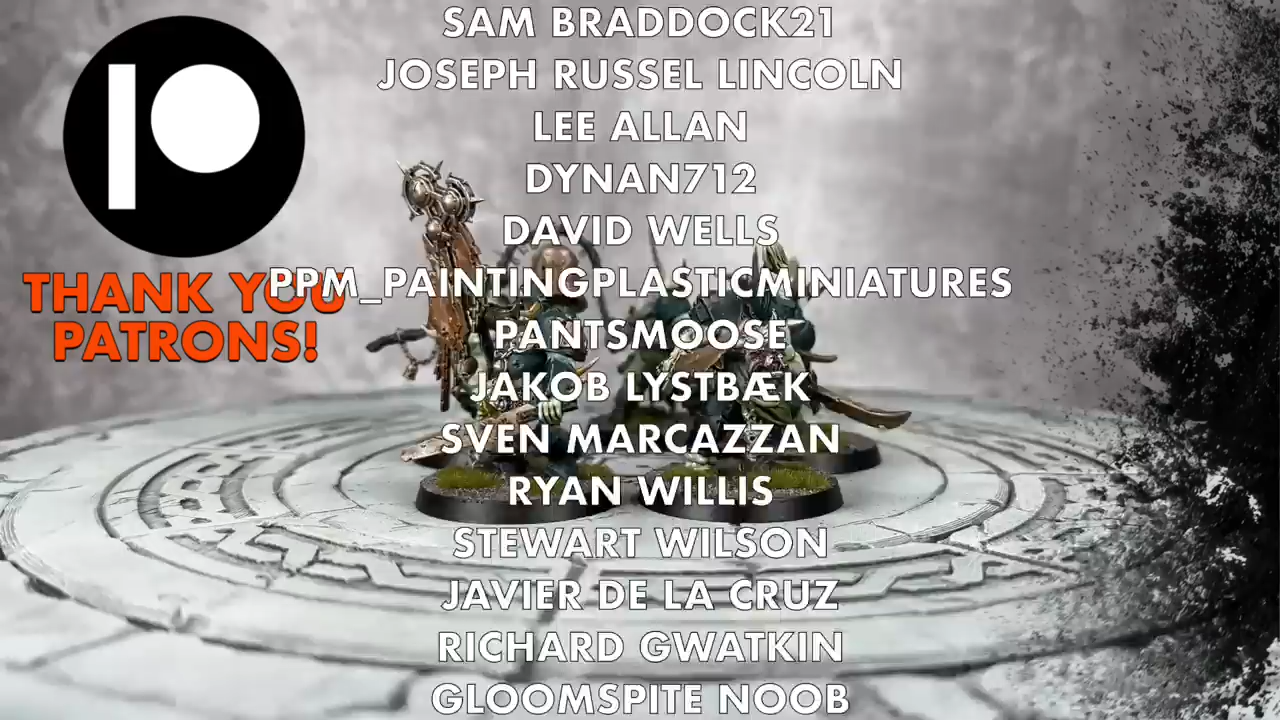 SAM BRADDOCK21
JOSEPH RUSSEL LINCOLN
LEE ALLAN
DYNAN712
DAVID WELLS
THANK YOU
PATRONS!
PPM_PAINTINGPLASTICMINIATURES
PANTSMOOSE
JAKOB LYSTBÆK
SVEN MARCAZZAN
RYAN WILLIS
STEWART WILSON
JAVIER DE LA CRUZ
RICHARD GWATKIN
GLOOMSPITE NOOB